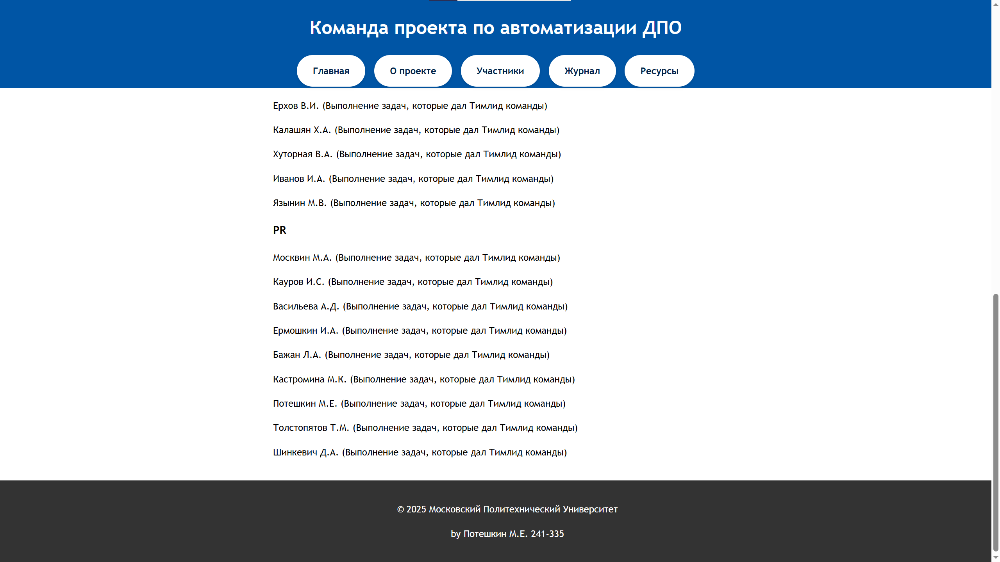 Команда проекта по автоматизации ДПО
Главная
О проекте
Участники
Журнал
Ресурсы
Ерхов В.И. (Выполнение задач, которые дал Тимлид команды)
Калашян Х.А. (Выполнение задач, которые дал Тимлид команды)
Хуторная В.А. (Выполнение задач, которые дал Тимлид команды)
Иванов И.А. (Выполнение задач, которые дал Тимлид команды)
Языnин М.В. (Выполнение задач, которые дал Тимлид команды)
PR
Москвин М.А. (Выполнение задач, которые дал Тимлид команды)
Кауров И.С. (Выполнение задач, которые дал Тимлид команды)
Васильева А.Д. (Выполнение задач, которые дал Тимлид команды)
Ермошкин И.А. (Выполнение задач, которые дал Тимлид команды)
Бажан Л.А. (Выполнение задач, которые дал Тимлид команды)
Кастромина М.К. (Выполнение задач, которые дал Тимлид команды)
Потешкин М.Е. (Выполнение задач, которые дал Тимлид команды)
Толстопятов Т.М. (Выполнение задач, которые дал Тимлид команды)
Шинкевич Д.А. (Выполнение задач, которые дал Тимлид команды)
© 2025 Московский Политехнический Университет
by Потешкин М.Е. 241-335